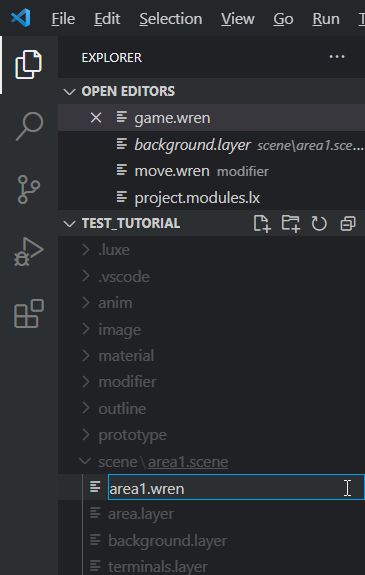 File Edit View Go Run T
EXPLORER ...
OPEN EDITORS
game.wren
background.layer scene\area1.sce...
move.wren modifier
project.modules.lx
TEST_TUTORIAL
.luxe
.vscode
anim
image
material
modifier
outline
prototype
scene\area1.scene
area1.wren
area.layer
background.layer
terminals.layer